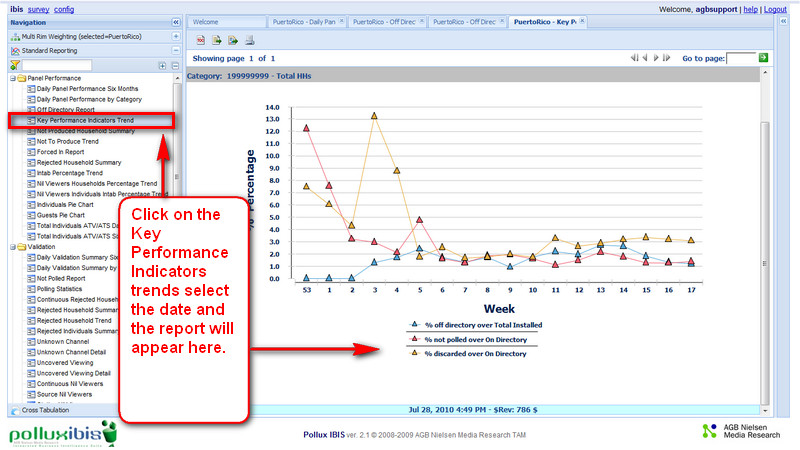 ibis survey config
Welcome, agbsupport | help | Logout
Navigation
Welcome
PuertoRico - Daily Pan
PuertoRico - Off Direct
PuertoRico - Off Direct
PuertoRico - Key P
Multi Rim Weighting (selected=PuertoRico)
Standard Reporting
Showing page 1 of 1
Go to page:
Category: 199999999 - Total HHs
Panel Performance
Daily Panel Performance Six Months
Daily Panel Performance by Category
Off Directory Report
Key Performance Indicators Trend
Not Produced Household Summary
Not To Produce Trend
Forced In Report
Rejected Household Summary
Intab Percentage Trend
Nil Viewers Households Percentage Trend
Nil Viewers Individuals Intab Percentage Trend
Individuals Pie Chart
Guests Pie Chart
Total Individuals ATV/ATS Da
Total Individuals ATV/ATS Sa
Validation
Daily Validation Summary Six
Daily Validation Summary by
Not Polled Report
Polling Statistics
Continuous Rejected Househ
Rejected Household Summar
Rejected Household Trend
Rejected Individuals Summar
Unknown Channel
Unknown Channel Detail
Uncovered Viewing
Uncovered Viewing Detail
Continuous Nil Viewers
Source Nil Viewers
Cross Tabulation
Click on the
Key
Performance
Indicators
trends select
the date and
the report will
appear here.
% Percentage
14.0
13.0
12.0
11.0
10.0
9.0
8.0
7.0
6.0
5.0
4.0
3.0
2.0
1.0
0.0
53 1 2 3 4 5 6 7 8 9 10 11 12 13 14 15 16 17
Week
% off directory over Total Installed
% not polled over On Directory
% discarded over On Directory
Jul 28, 2010 4:49 PM - $Rev: 786 $
polluxibis
Pollux IBIS ver. 2.1 © 2008-2009 AGB Nielsen Media Research TAM
AGB Nielsen
Media Research